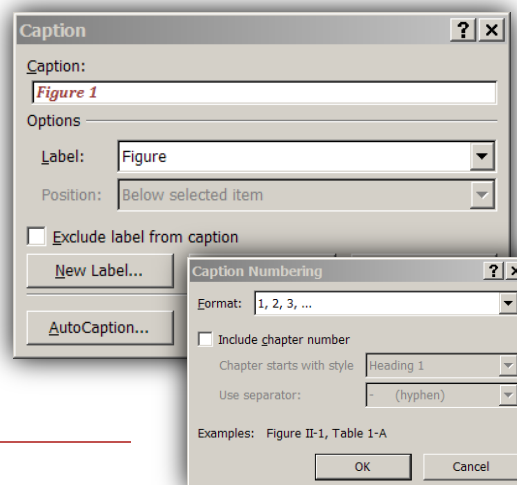 Caption
Caption:
Figure 1
Options
Label: Figure
Position: Below selected item
Exclude label from caption
New Label...
AutoCaption...
Caption Numbering
Format: 1, 2, 3, ...
Include chapter number
Chapter starts with style Heading 1
Use separator: - (hyphen)
Examples: Figure II-1, Table 1-A
OK Cancel